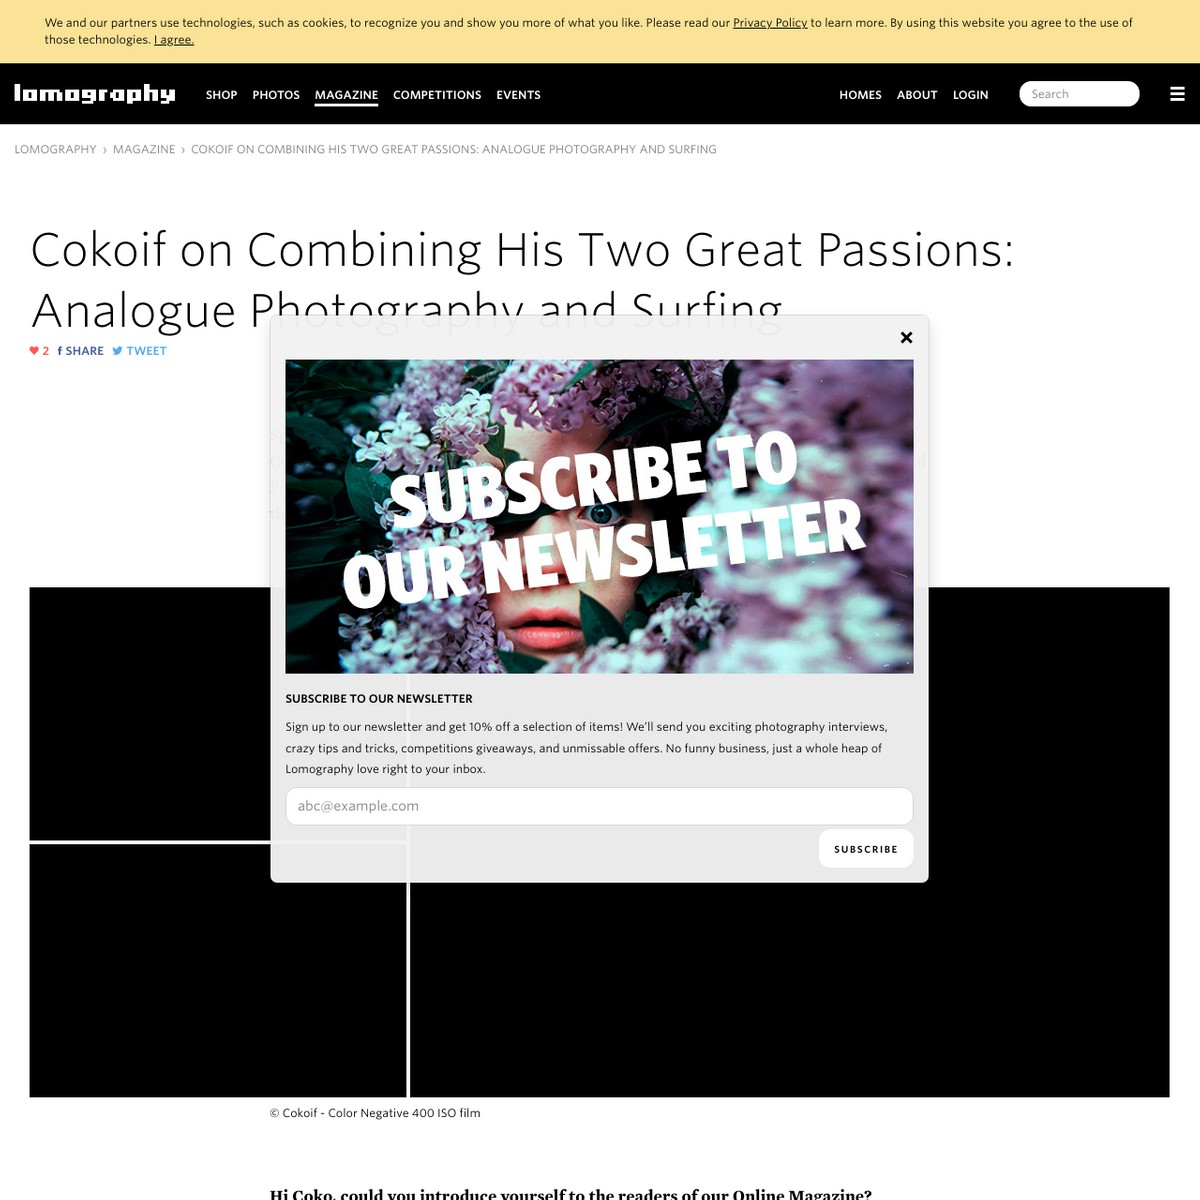 We and our partners use technologies, such as cookies, to recognize you and show you more of what you like. Please read our Privacy Policy to learn more. By using this website you agree to the use of
those technologies. I agree.
lomography SHOP PHOTOS MAGAZINE COMPETITIONS EVENTS HOMES ABOUT LOGIN Search
LOMOGRAPHY › MAGAZINE › COKOIF ON COMBINING HIS TWO GREAT PASSIONS: ANALOGUE PHOTOGRAPHY AND SURFING
Cokoif on Combining His Two Great Passions:
Analogue Photography and Surfing
2 SHARE TWEET
SUBSCRIBE TO
OUR NEWSLETTER
SUBSCRIBE TO OUR NEWSLETTER
Sign up to our newsletter and get 10% off a selection of items! We’ll send you exciting photography interviews,
crazy tips and tricks, competitions giveaways, and unmissable offers. No funny business, just a whole heap of
Lomography love right to your inbox.
abc@example.com
SUBSCRIBE
© Cokoif - Color Negative 400 ISO film
Hi Coko, could you introduce yourself to the readers of our Online Magazine?